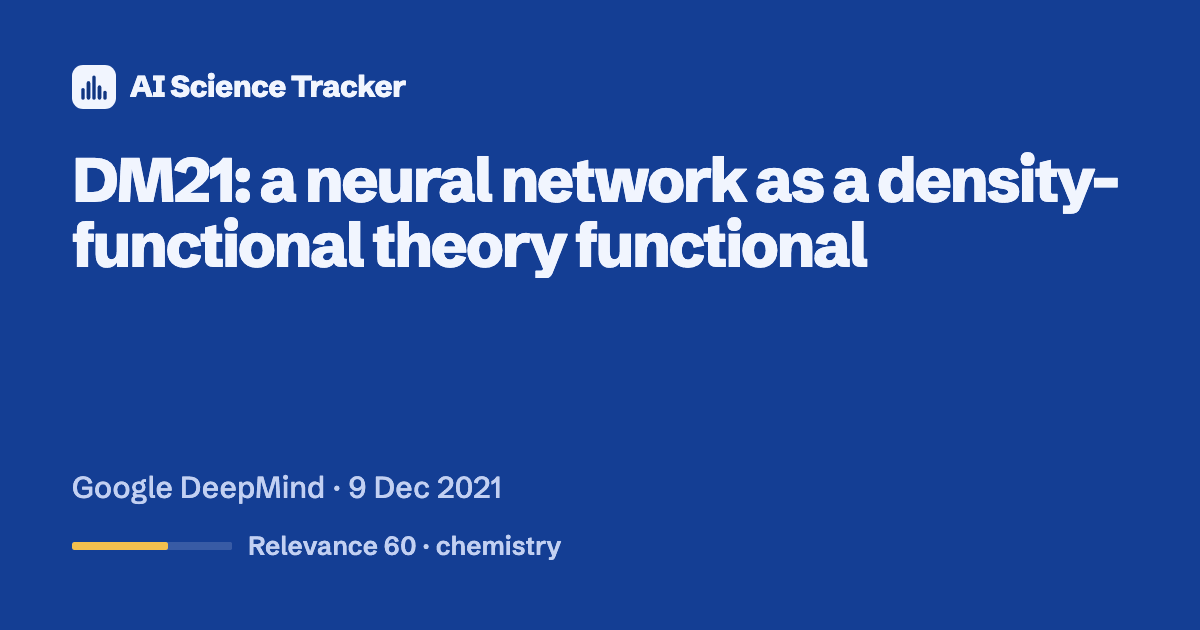 AI Science Tracker
DM21: a neural network as a density-
functional theory functional
Google DeepMind · 9 Dec 2021
Relevance 60 · chemistry